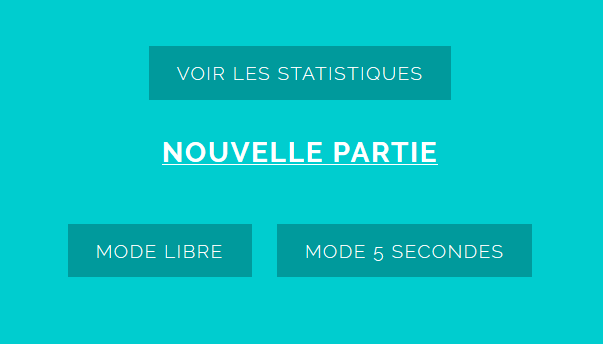 VOIR LES STATISTIQUES
NOUVELLE PARTIE
MODE LIBRE
MODE 5 SECONDES